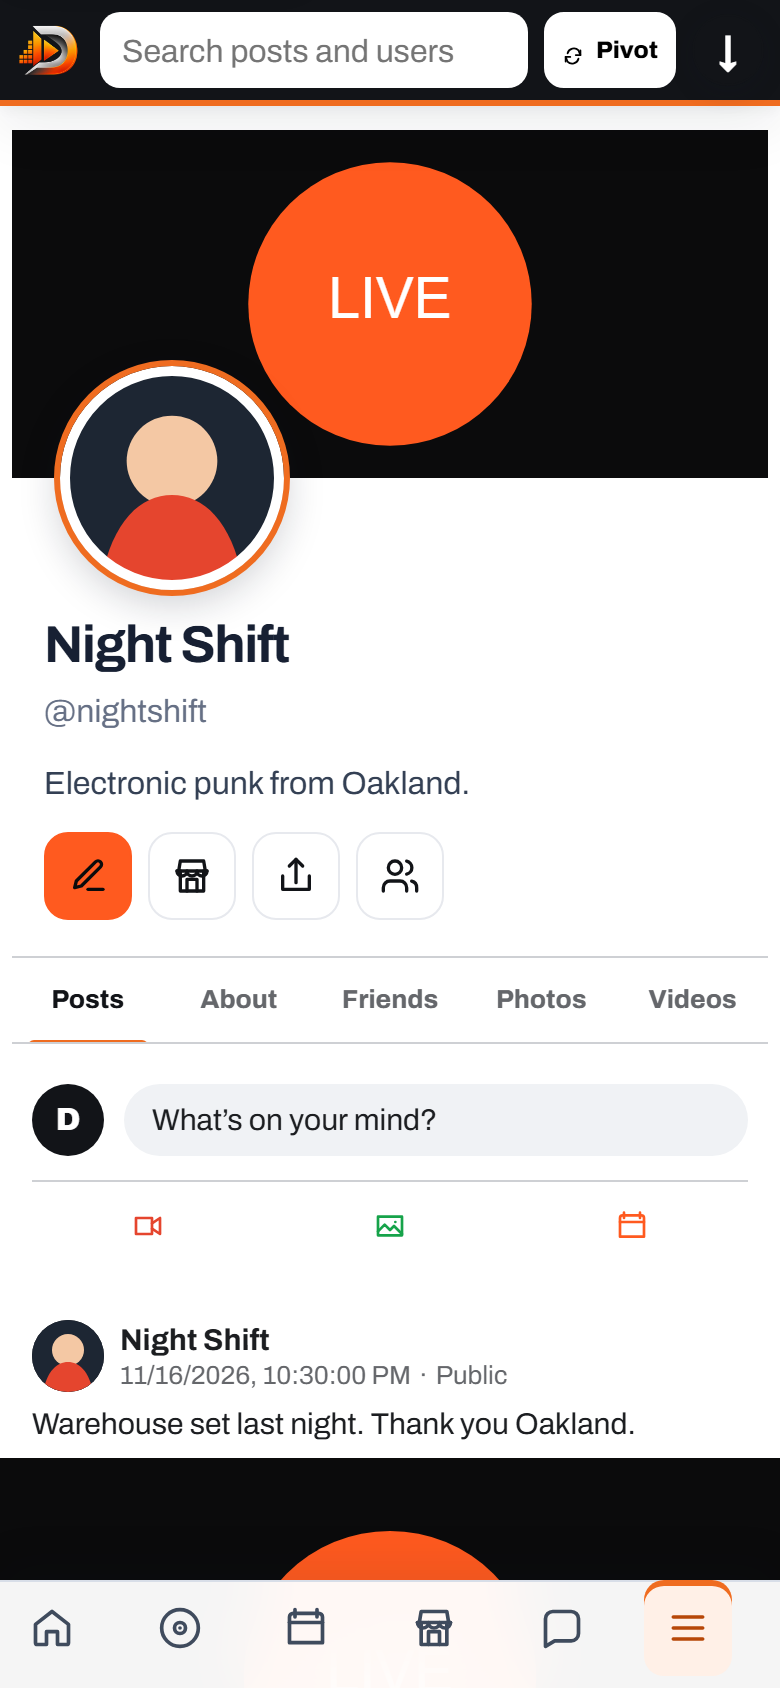 Search posts and users
Pivot
LIVE
Night Shift
@nightshift
Electronic punk from Oakland.
Posts
About
Friends
Photos
Videos
D
What’s on your mind?
Night Shift
11/16/2026, 10:30:00 PM · Public
Warehouse set last night. Thank you Oakland.
LIVE